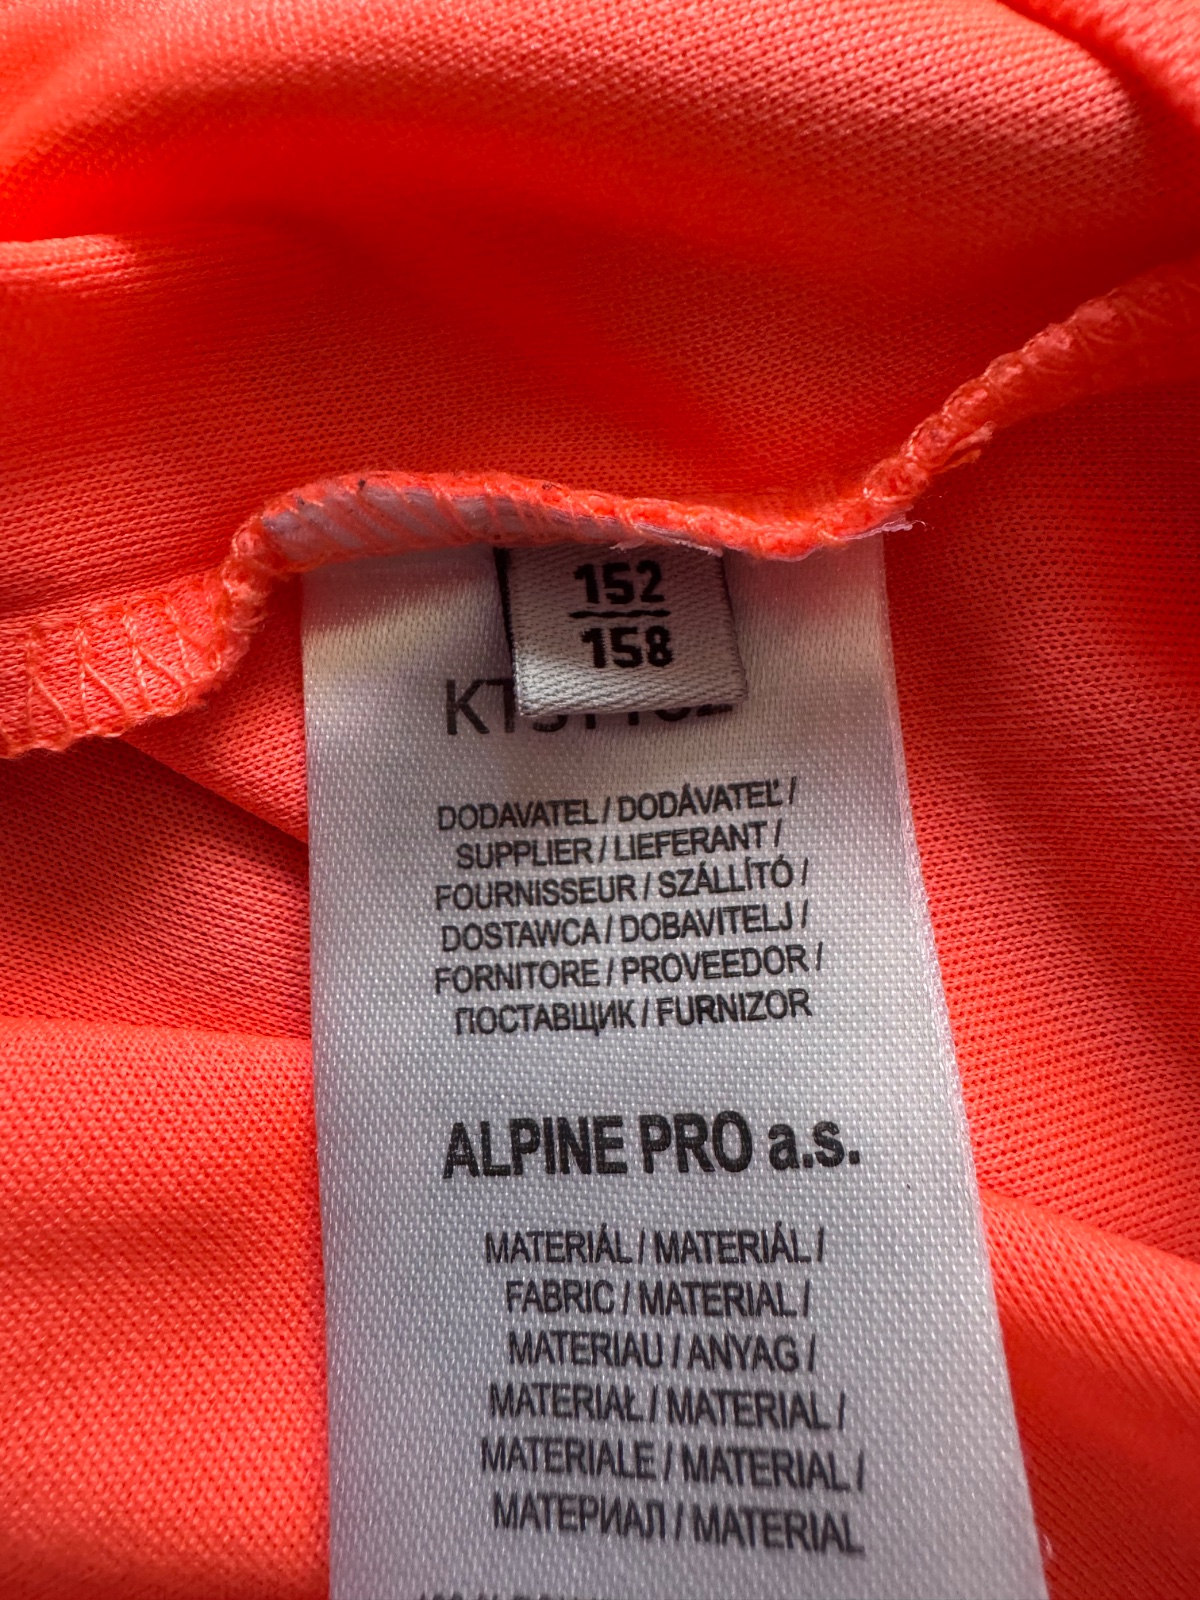 152
158
DODAVATEL / DODÁVATEĽ /
SUPPLIER / LIEFERANT /
FOURNISSEUR / SZÁLLÍTÓ /
DOSTAWCA / DOBAVITELJ /
FORNITORE / PROVEEDOR /
ПОСТАВЩИК / FURNIZOR
ALPINE PRO a.s.
MATERIÁL / MATERIÁL /
FABRIC / MATERIAL /
MATERIAU / ANYAG /
MATERIAŁ / MATERIAL /
MATERIALE / MATERIAL /
МАТЕРИАЛ / MATERIAL